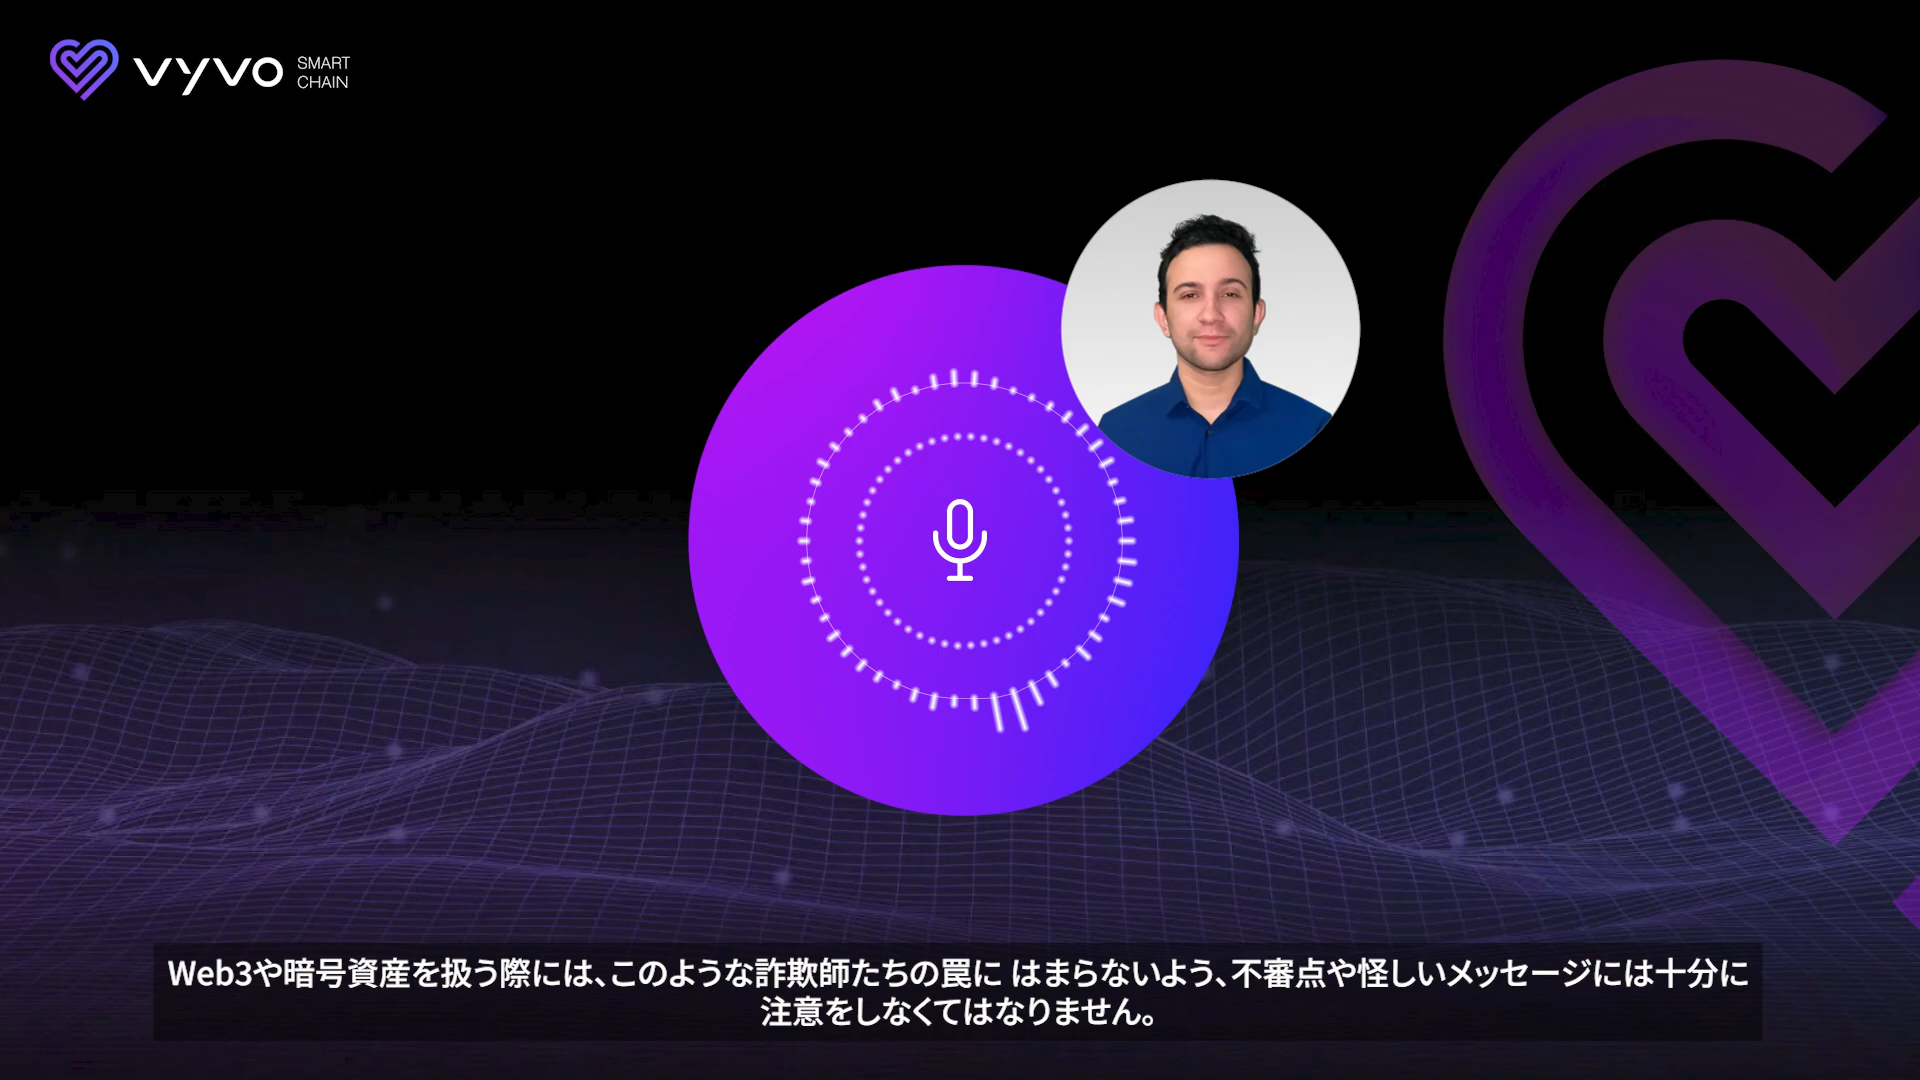 vyvo
SMART
CHAIN
Web3や暗号資産を扱う際には、このような詐欺師たちの罠に はまらないよう、不審点や怪しいメッセージには十分に
注意をしなくてはなりません。